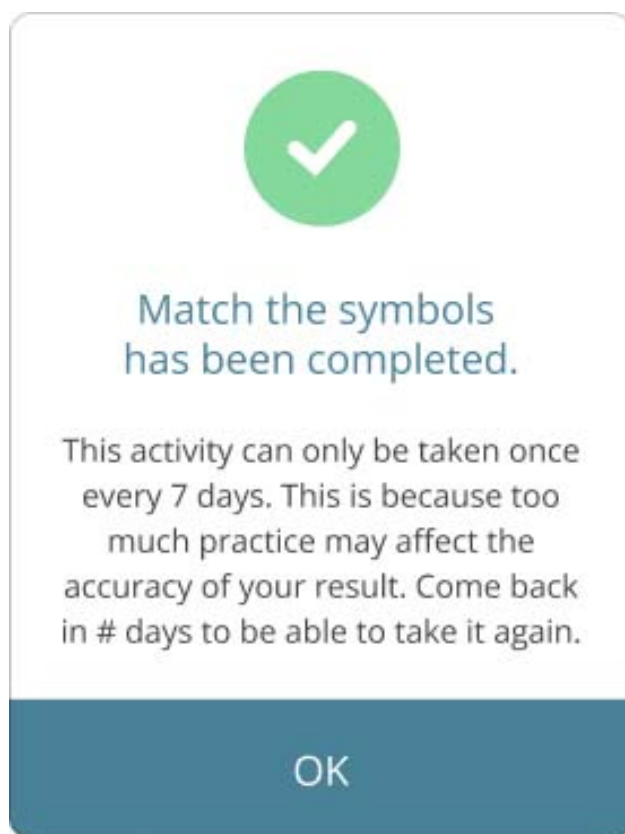 Match the symbols
has been completed.
This activity can only be taken once
every 7 days. This is because too
much practice may affect the
accuracy of your result. Come back
in # days to be able to take it again.
OK